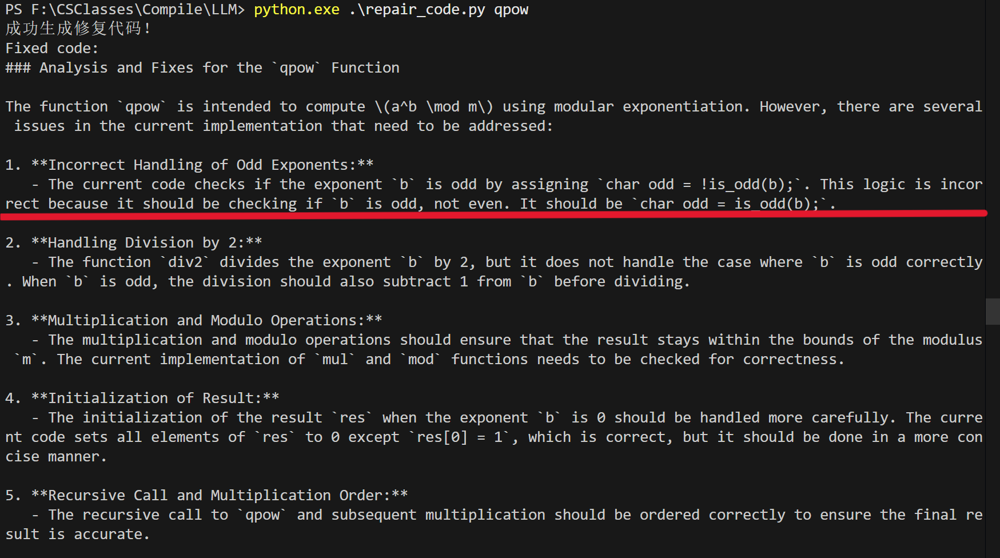 PS F:\CSClasses\Compile\LLM> python.exe .\repair_code.py qpow
成功生成修复代码！
Fixed code:
### Analysis and Fixes for the `qpow` Function
The function `qpow` is intended to compute \(a^b \mod m\) using modular exponentiation. However, there are several
 issues in the current implementation that need to be addressed:
1. **Incorrect Handling of Odd Exponents:**
   - The current code checks if the exponent `b` is odd by assigning `char odd = !is_odd(b);`. This logic is incor
rect because it should be checking if `b` is odd, not even. It should be `char odd = is_odd(b);`.
2. **Handling Division by 2:**
   - The function `div2` divides the exponent `b` by 2, but it does not handle the case where `b` is odd correctly
. When `b` is odd, the division should also subtract 1 from `b` before dividing.
3. **Multiplication and Modulo Operations:**
   - The multiplication and modulo operations should ensure that the result stays within the bounds of the modulus
 `m`. The current implementation of `mul` and `mod` functions needs to be checked for correctness.
4. **Initialization of Result:**
   - The initialization of the result `res` when the exponent `b` is 0 should be handled more carefully. The curre
nt code sets all elements of `res` to 0 except `res[0] = 1`, which is correct, but it should be done in a more con
cise manner.
5. **Recursive Call and Multiplication Order:**
   - The recursive call to `qpow` and subsequent multiplication should be ordered correctly to ensure the final re
sult is accurate.